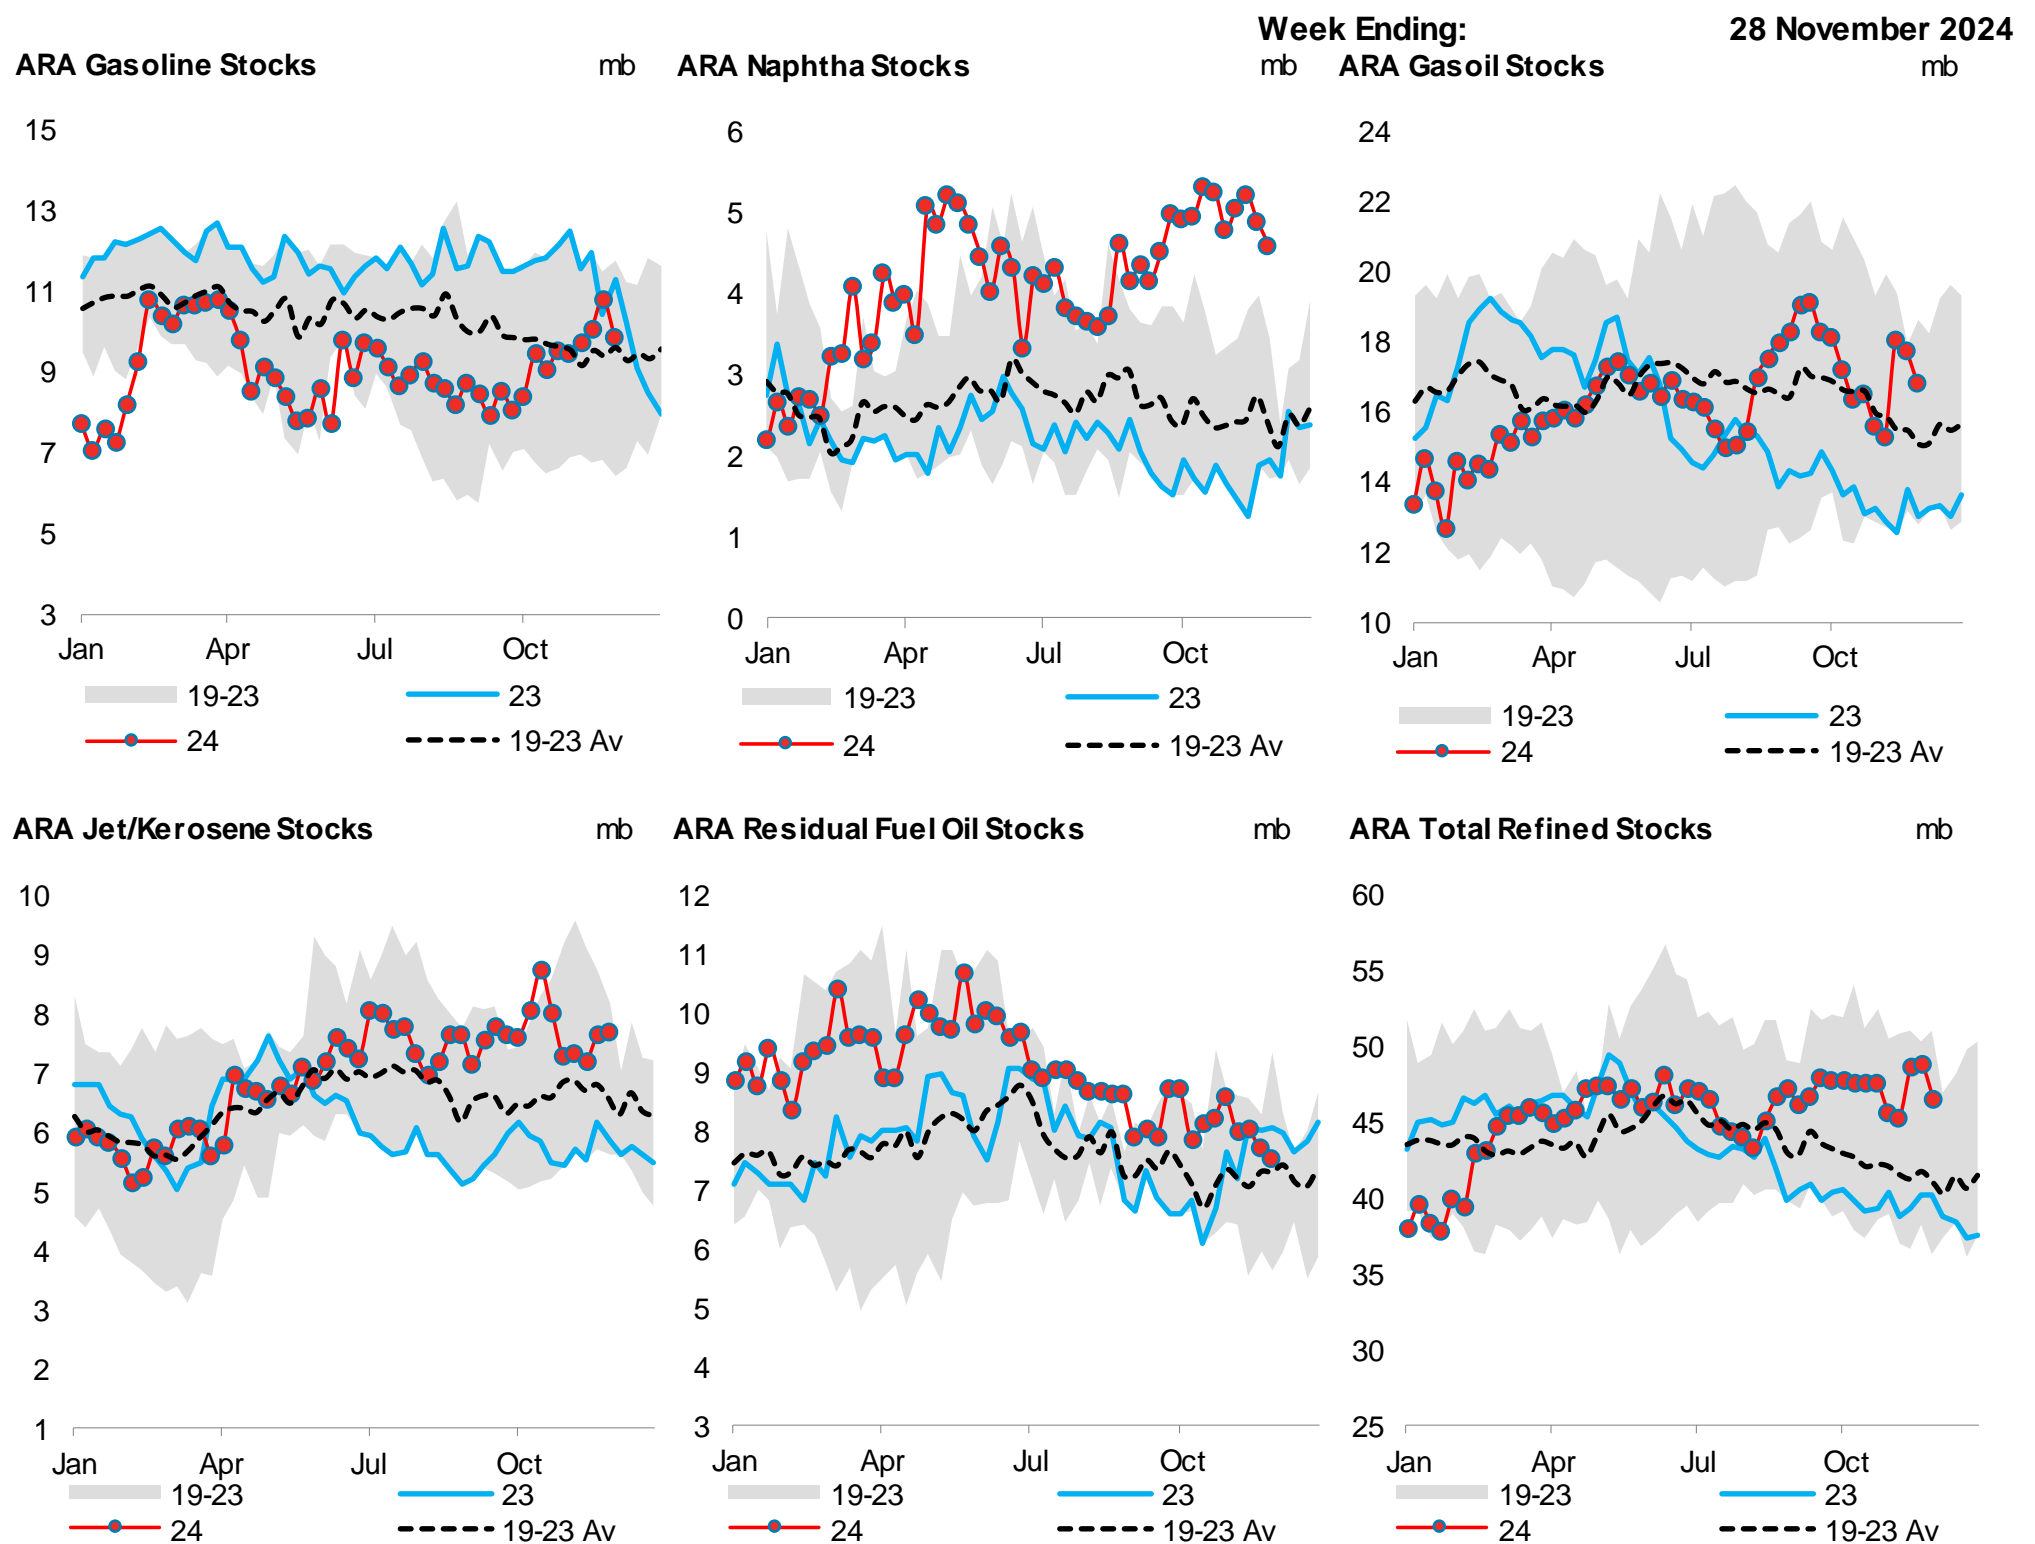 Week Ending: 28 November 2024
ARA Gasoline Stocks mb
15
13
11
9
7
5
3
Jan Apr Jul Oct
19-23 23
24 19-23 Av
ARA Naphtha Stocks mb
6
5
4
3
2
1
0
Jan Apr Jul Oct
19-23 23
24 19-23 Av
ARA Gasoil Stocks mb
24
22
20
18
16
14
12
10
Jan Apr Jul Oct
19-23 23
24 19-23 Av
ARA Jet/Kerosene Stocks mb
10
9
8
7
6
5
4
3
2
1
Jan Apr Jul Oct
19-23 23
24 19-23 Av
ARA Residual Fuel Oil Stocks mb
12
11
10
9
8
7
6
5
4
3
Jan Apr Jul Oct
19-23 23
24 19-23 Av
ARA Total Refined Stocks mb
60
55
50
45
40
35
30
25
Jan Apr Jul Oct
19-23 23
24 19-23 Av